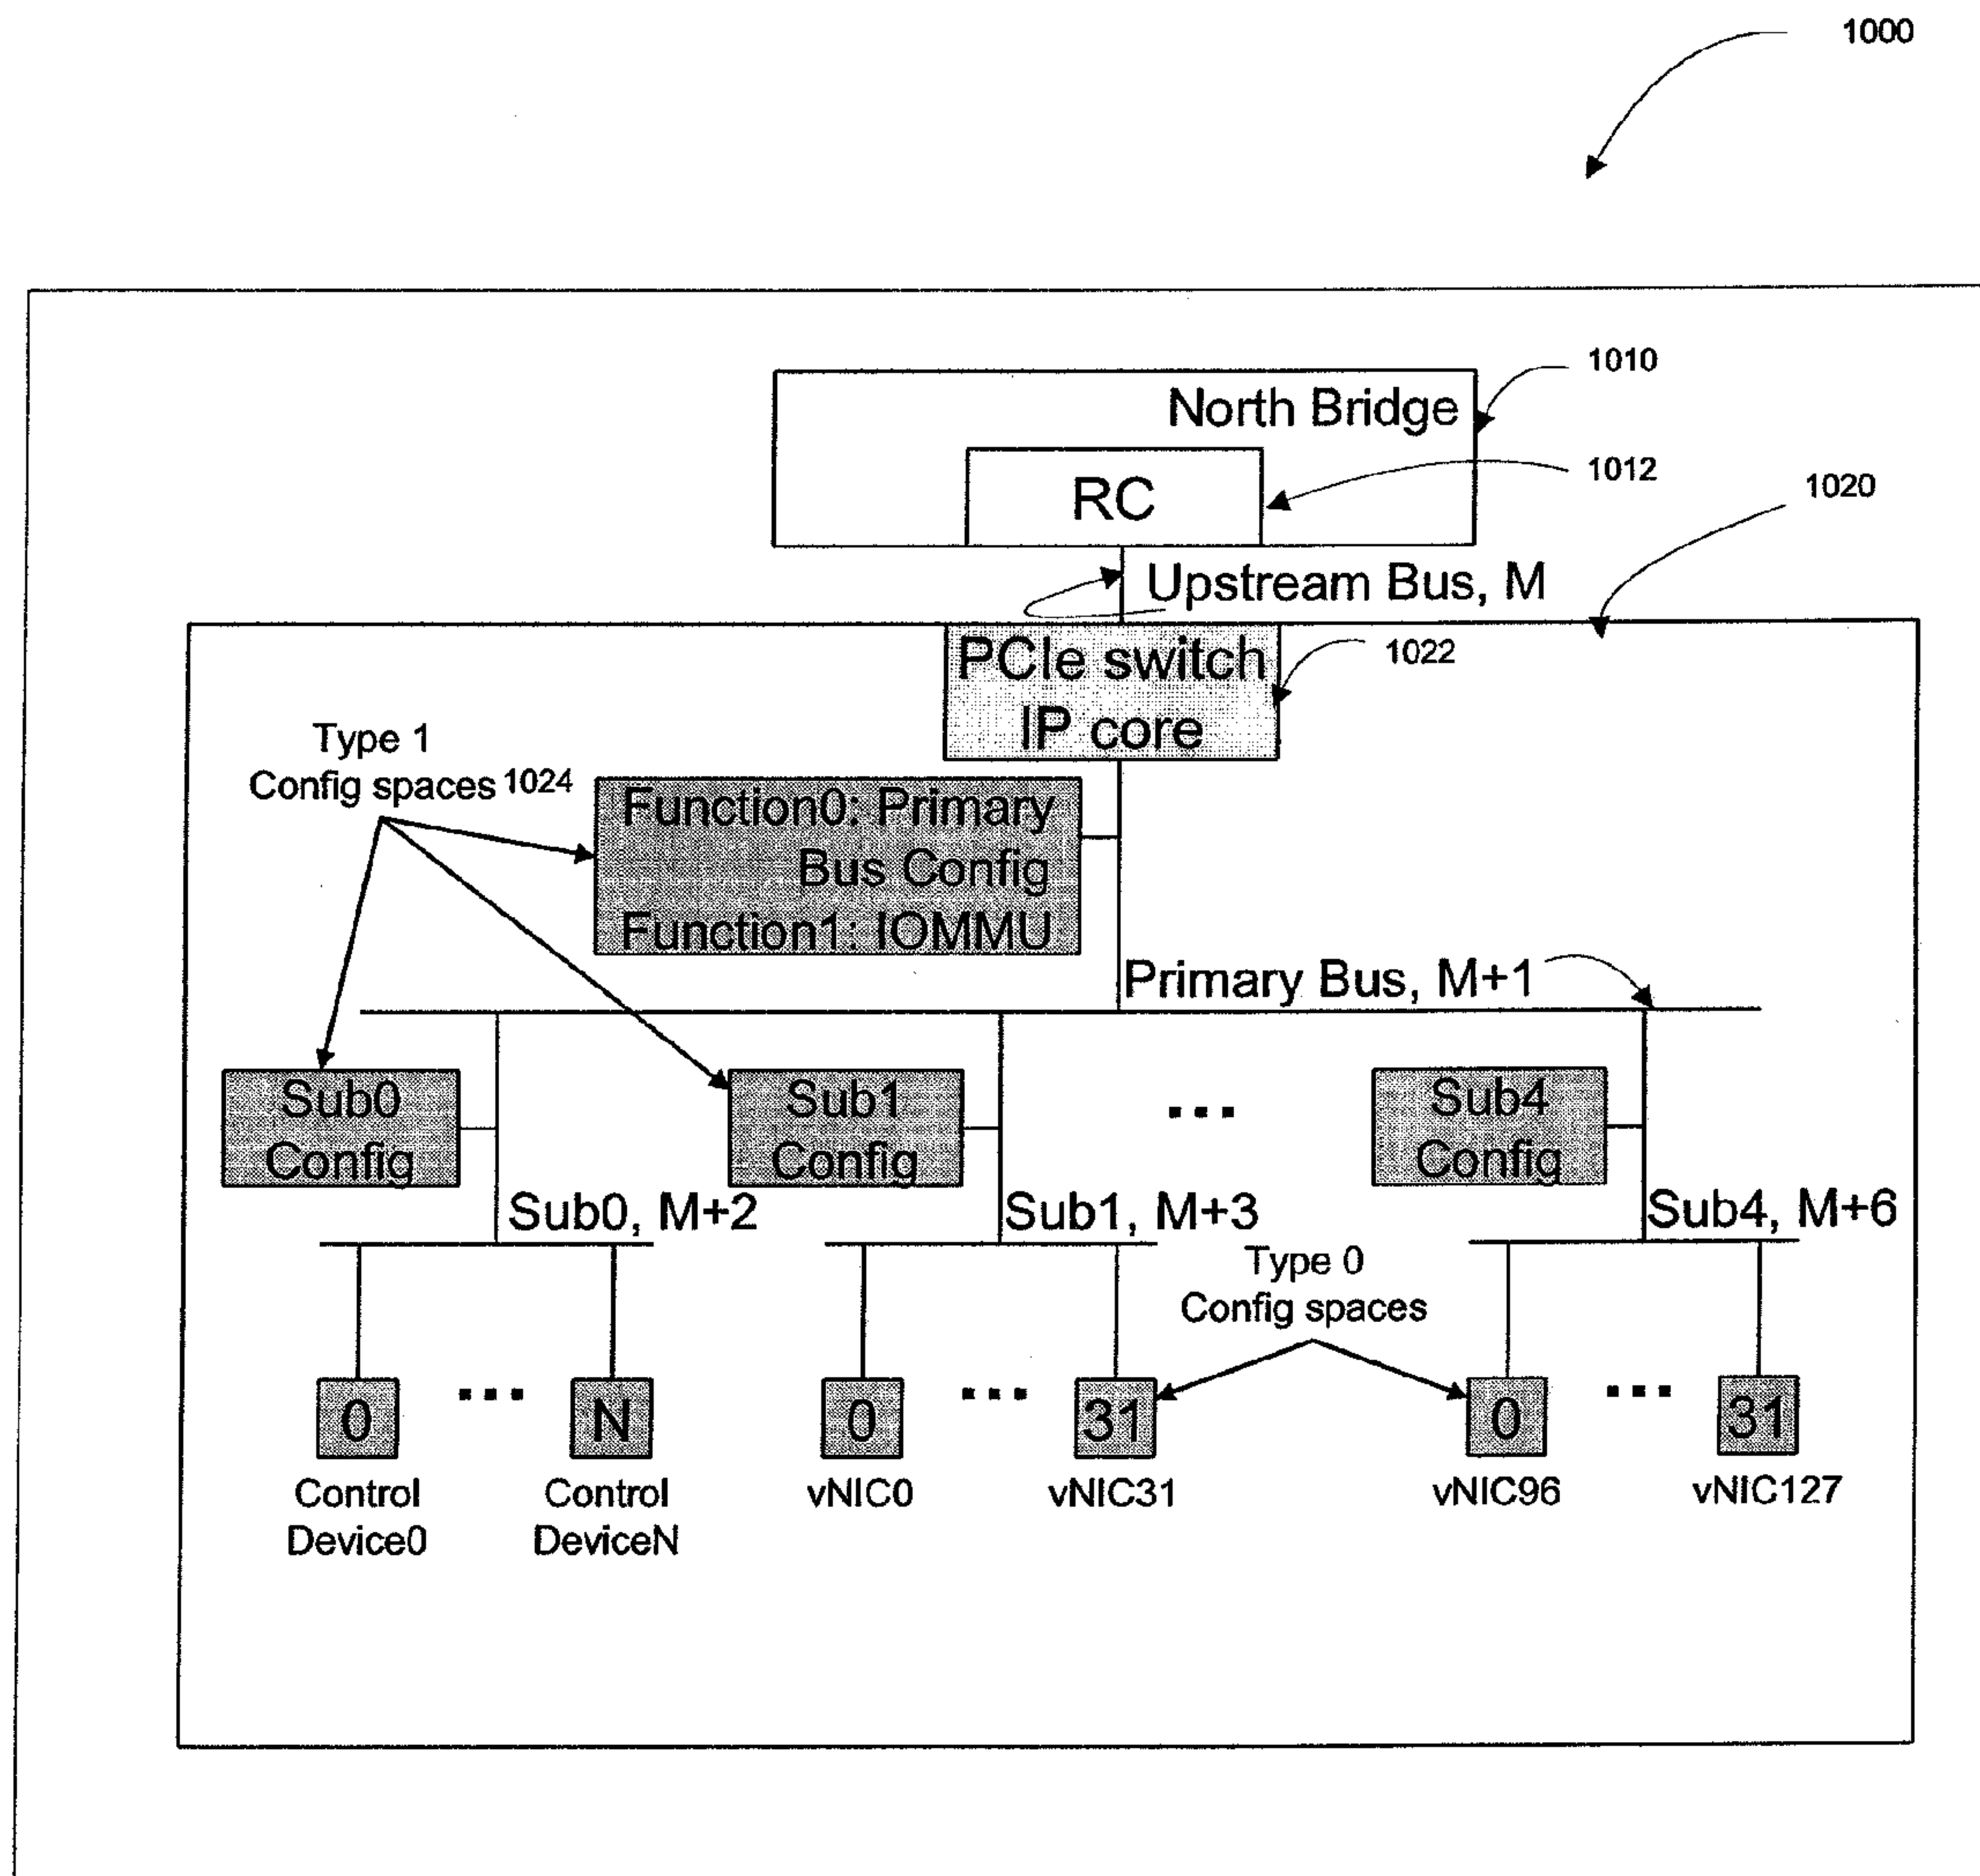 1000
North Bridge
1010
RC
1012
1020
Upstream Bus, M
PCIe switch
IP core
1022
Type 1
Config spaces 1024
Function0: Primary
Bus Config
Function1: IOMMU
Primary Bus, M+1
Sub0
Config
Sub1
Config
...
Sub4
Config
Sub0, M+2
Sub1, M+3
Sub4, M+6
Type 0
Config spaces
0
...
N
0
...
31
0
...
31
Control
Device0
Control
DeviceN
vNIC0
vNIC31
vNIC96
vNIC127